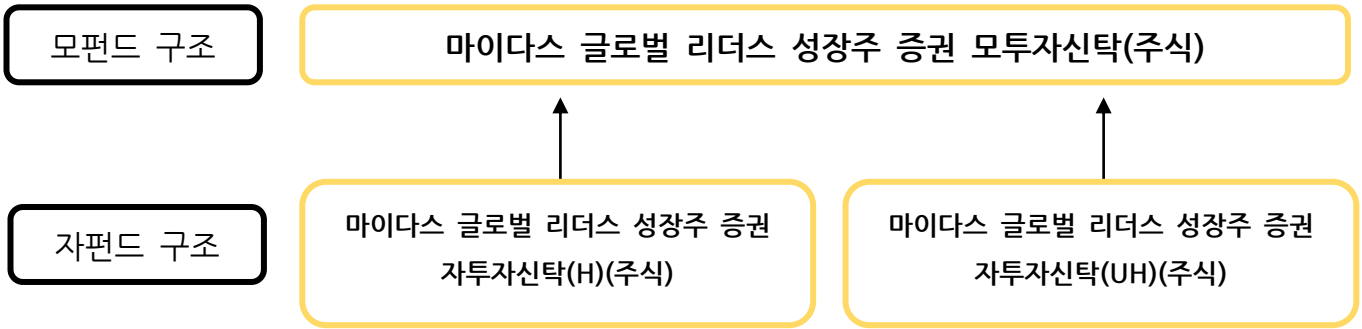 모펀드 구조
마이다스 글로벌 리더스 성장주 증권 모투자신탁(주식)
자펀드 구조
마이다스 글로벌 리더스 성장주 증권
자투자신탁(H)(주식)
마이다스 글로벌 리더스 성장주 증권
자투자신탁(UH)(주식)